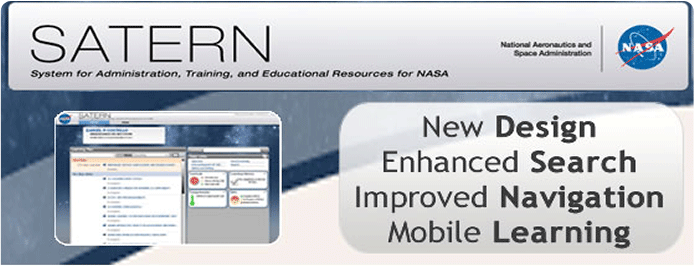 SATERN
System for Administration, Training, and Educational Resources for NASA
National Aeronautics and
Space Administration
NASA
SATERN
New Design
Enhanced Search
Improved Navigation
Mobile Learning